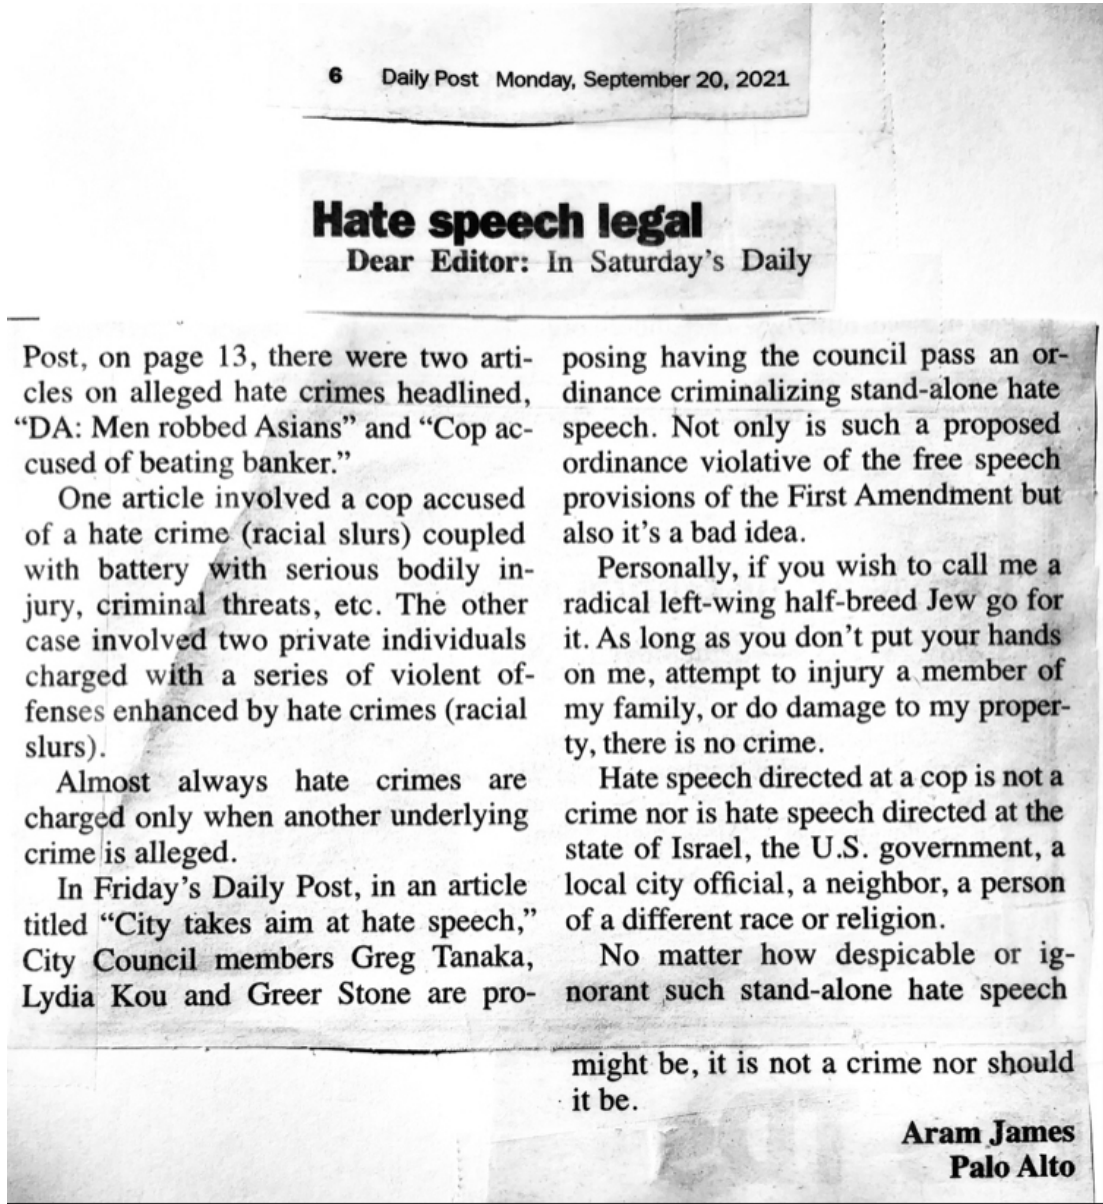 6 Daily Post Monday, September 20, 2021
Hate speech legal
Dear Editor: In Saturday's Daily
Post, on page 13, there were two arti-
cles on alleged hate crimes headlined,
“DA: Men robbed Asians” and “Cop ac-
cused of beating banker.”
One article involved a cop accused
of a hate crime (racial slurs) coupled
with battery with serious bodily in-
jury, criminal threats, etc. The other
case involved two private individuals
charged with a series of violent of-
fenses enhanced by hate crimes (racial
slurs).
Almost always hate crimes are
charged only when another underlying
crime is alleged.
In Friday's Daily Post, in an article
titled “City takes aim at hate speech,”
City Council members Greg Tanaka,
Lydia Kou and Greer Stone are pro-
posing having the council pass an or-
dinance criminalizing stand-alone hate
speech. Not only is such a proposed
ordinance violative of the free speech
provisions of the First Amendment but
also it's a bad idea.
Personally, if you wish to call me a
radical left-wing half-breed Jew go for
it. As long as you don't put your hands
on me, attempt to injury a member of
my family, or do damage to my proper-
ty, there is no crime.
Hate speech directed at a cop is not a
crime nor is hate speech directed at the
state of Israel, the U.S. government, a
local city official, a neighbor, a person
of a different race or religion.
No matter how despicable or ig-
norant such stand-alone hate speech
might be, it is not a crime nor should
it be.
Aram James
Palo Alto